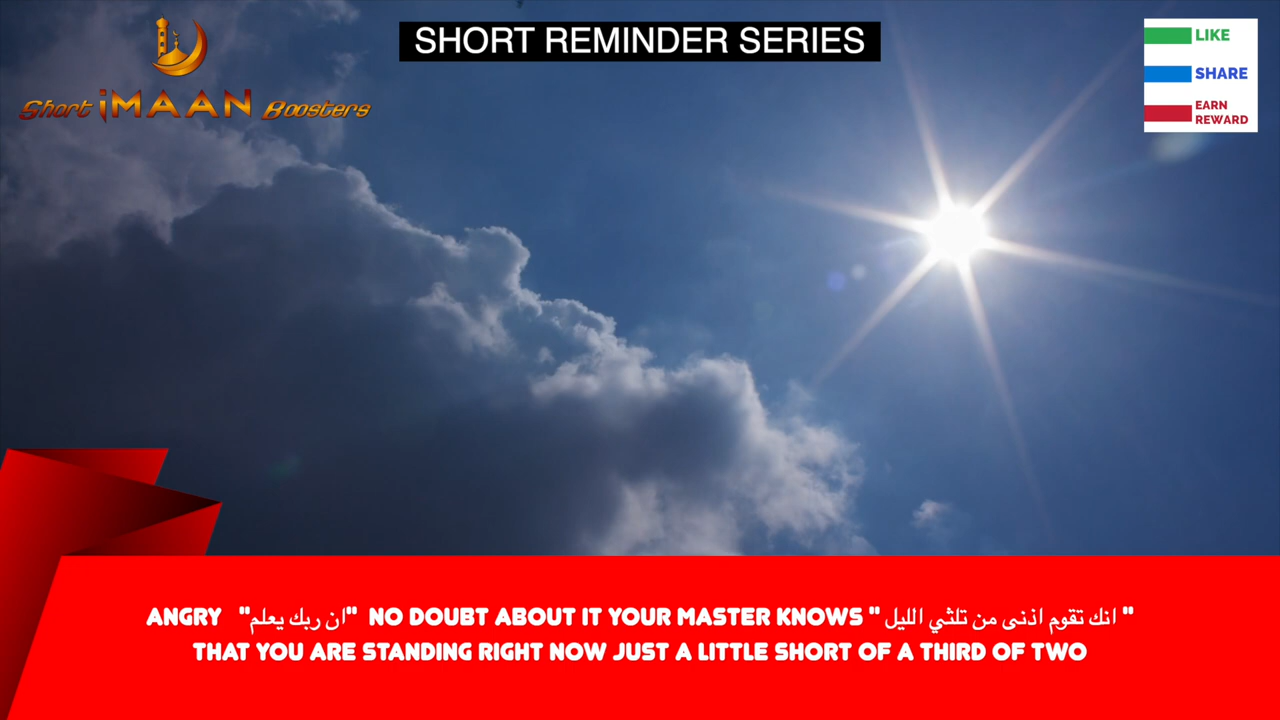 Short iMAAN Boosters
SHORT REMINDER SERIES
LIKE
SHARE
EARN
REWARD
ANGRY "ان ربك يعلم" NO DOUBT ABOUT IT YOUR MASTER KNOWS " انك تقوم اذنى من تلثي الليل "
THAT YOU ARE STANDING RIGHT NOW JUST A LITTLE SHORT OF A THIRD OF TWO